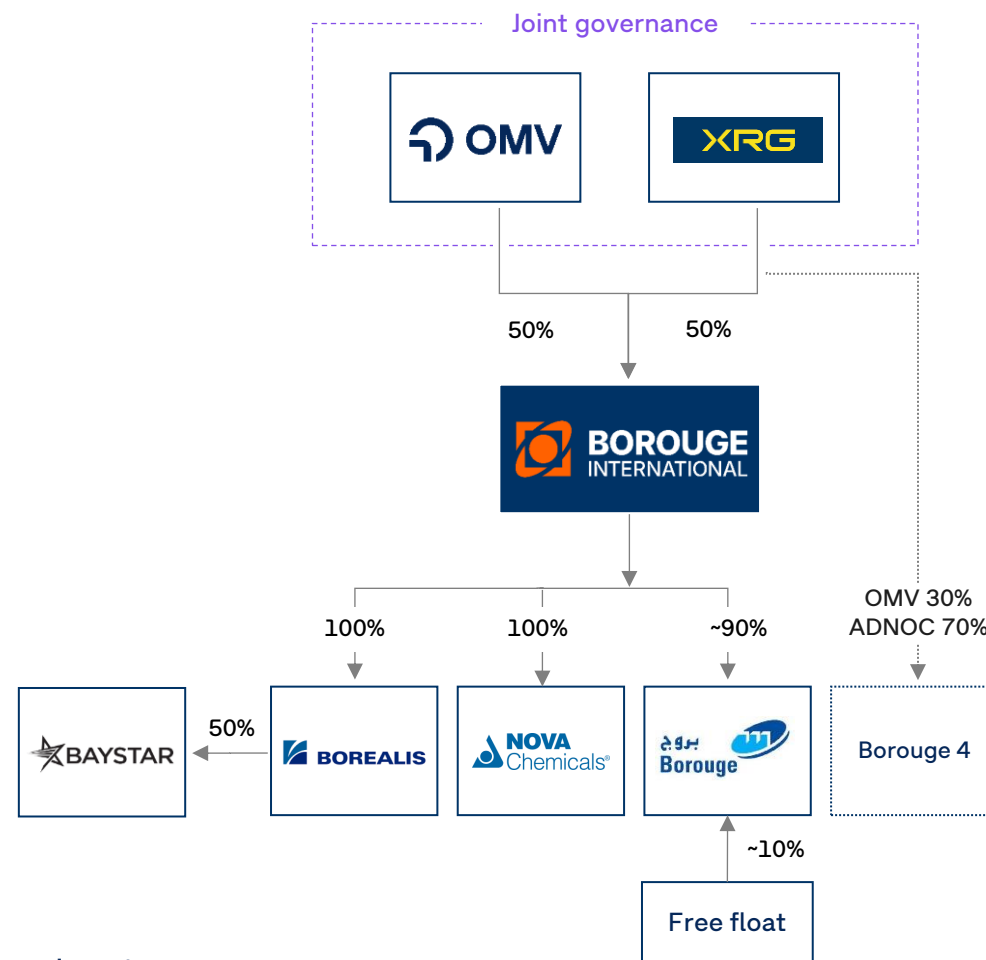 Joint governance
OMV
XRG
50%
50%
BOROUGE
INTERNATIONAL
OMV 30%
ADNOC 70%
100%
100%
~90%
BAYSTAR
50%
BOREALIS
NOVA
Chemicals®
بروج
Borouge
Borouge 4
~10%
Free float